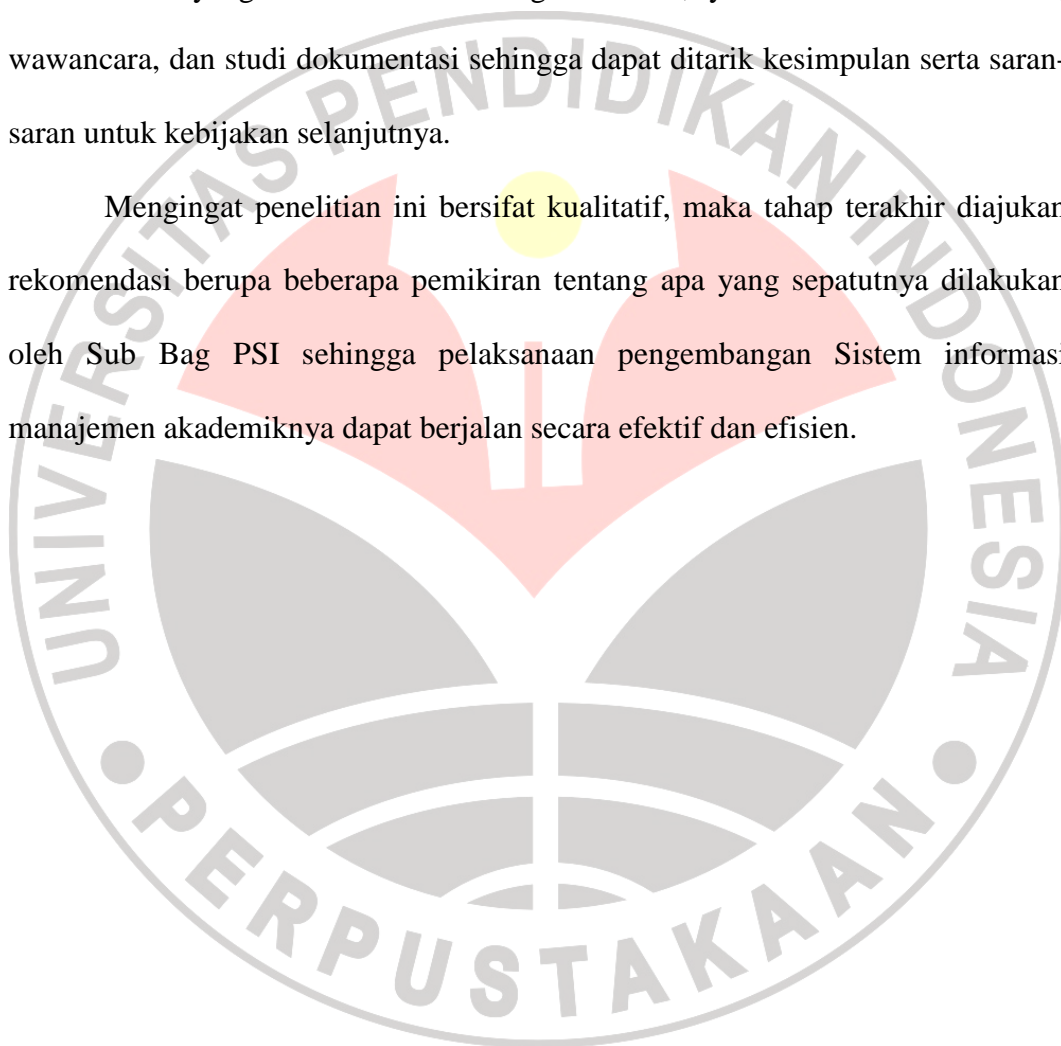 wawancara, dan studi dokumentasi sehingga dapat ditarik kesimpulan serta saran-
saran untuk kebijakan selanjutnya.
Mengingat penelitian ini bersifat kualitatif, maka tahap terakhir diajukan
rekomendasi berupa beberapa pemikiran tentang apa yang sepatutnya dilakukan
oleh Sub Bag PSI sehingga pelaksanaan pengembangan Sistem informasi
manajemen akademiknya dapat berjalan secara efektif dan efisien.
UNIVERSITAS PENDIDIKAN INDONESIA
PERPUSTAKAAN